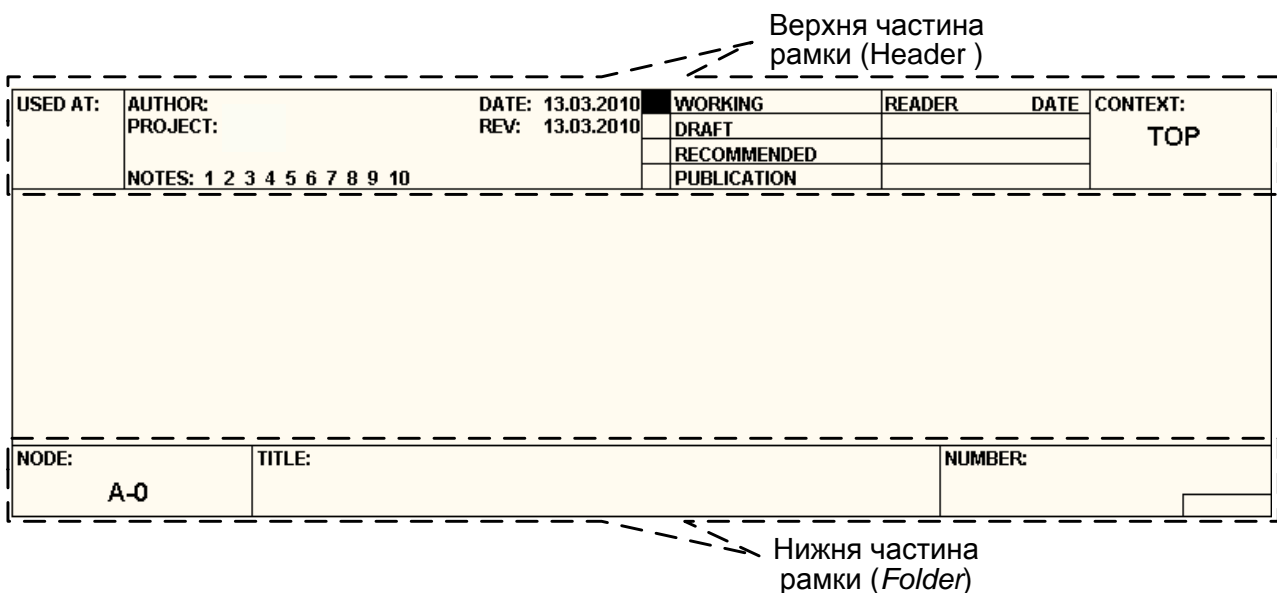 Верхня частина
рамки (Header )
USED AT: AUTHOR: DATE: 13.03.2010 WORKING READER DATE CONTEXT:
PROJECT: REV: 13.03.2010 DRAFT TOP
RECOMMENDED
NOTES: 1 2 3 4 5 6 7 8 9 10 PUBLICATION
NODE: TITLE: NUMBER:
A-0
Нижня частина
рамки (Folder)